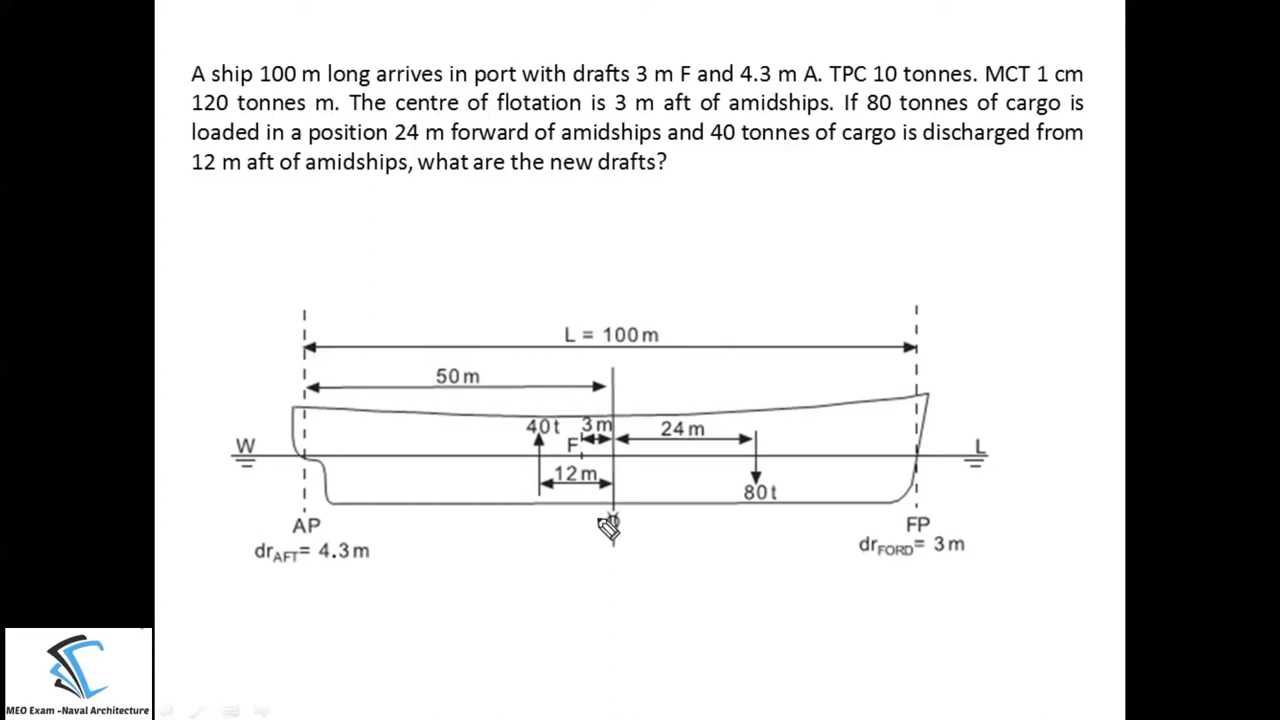 A ship 100 m long arrives in port with drafts 3 m F and 4.3 m A. TPC 10 tonnes. MCT 1 cm
120 tonnes m. The centre of flotation is 3 m aft of amidships. If 80 tonnes of cargo is
loaded in a position 24 m forward of amidships and 40 tonnes of cargo is discharged from
12 m aft of amidships, what are the new drafts?
L = 100 m
50 m
40 t 3 m 24 m
W F L
12 m
80 t
AP FP
drAFT= 4.3 m drFORD= 3 m
MEO Exam -Naval Architecture